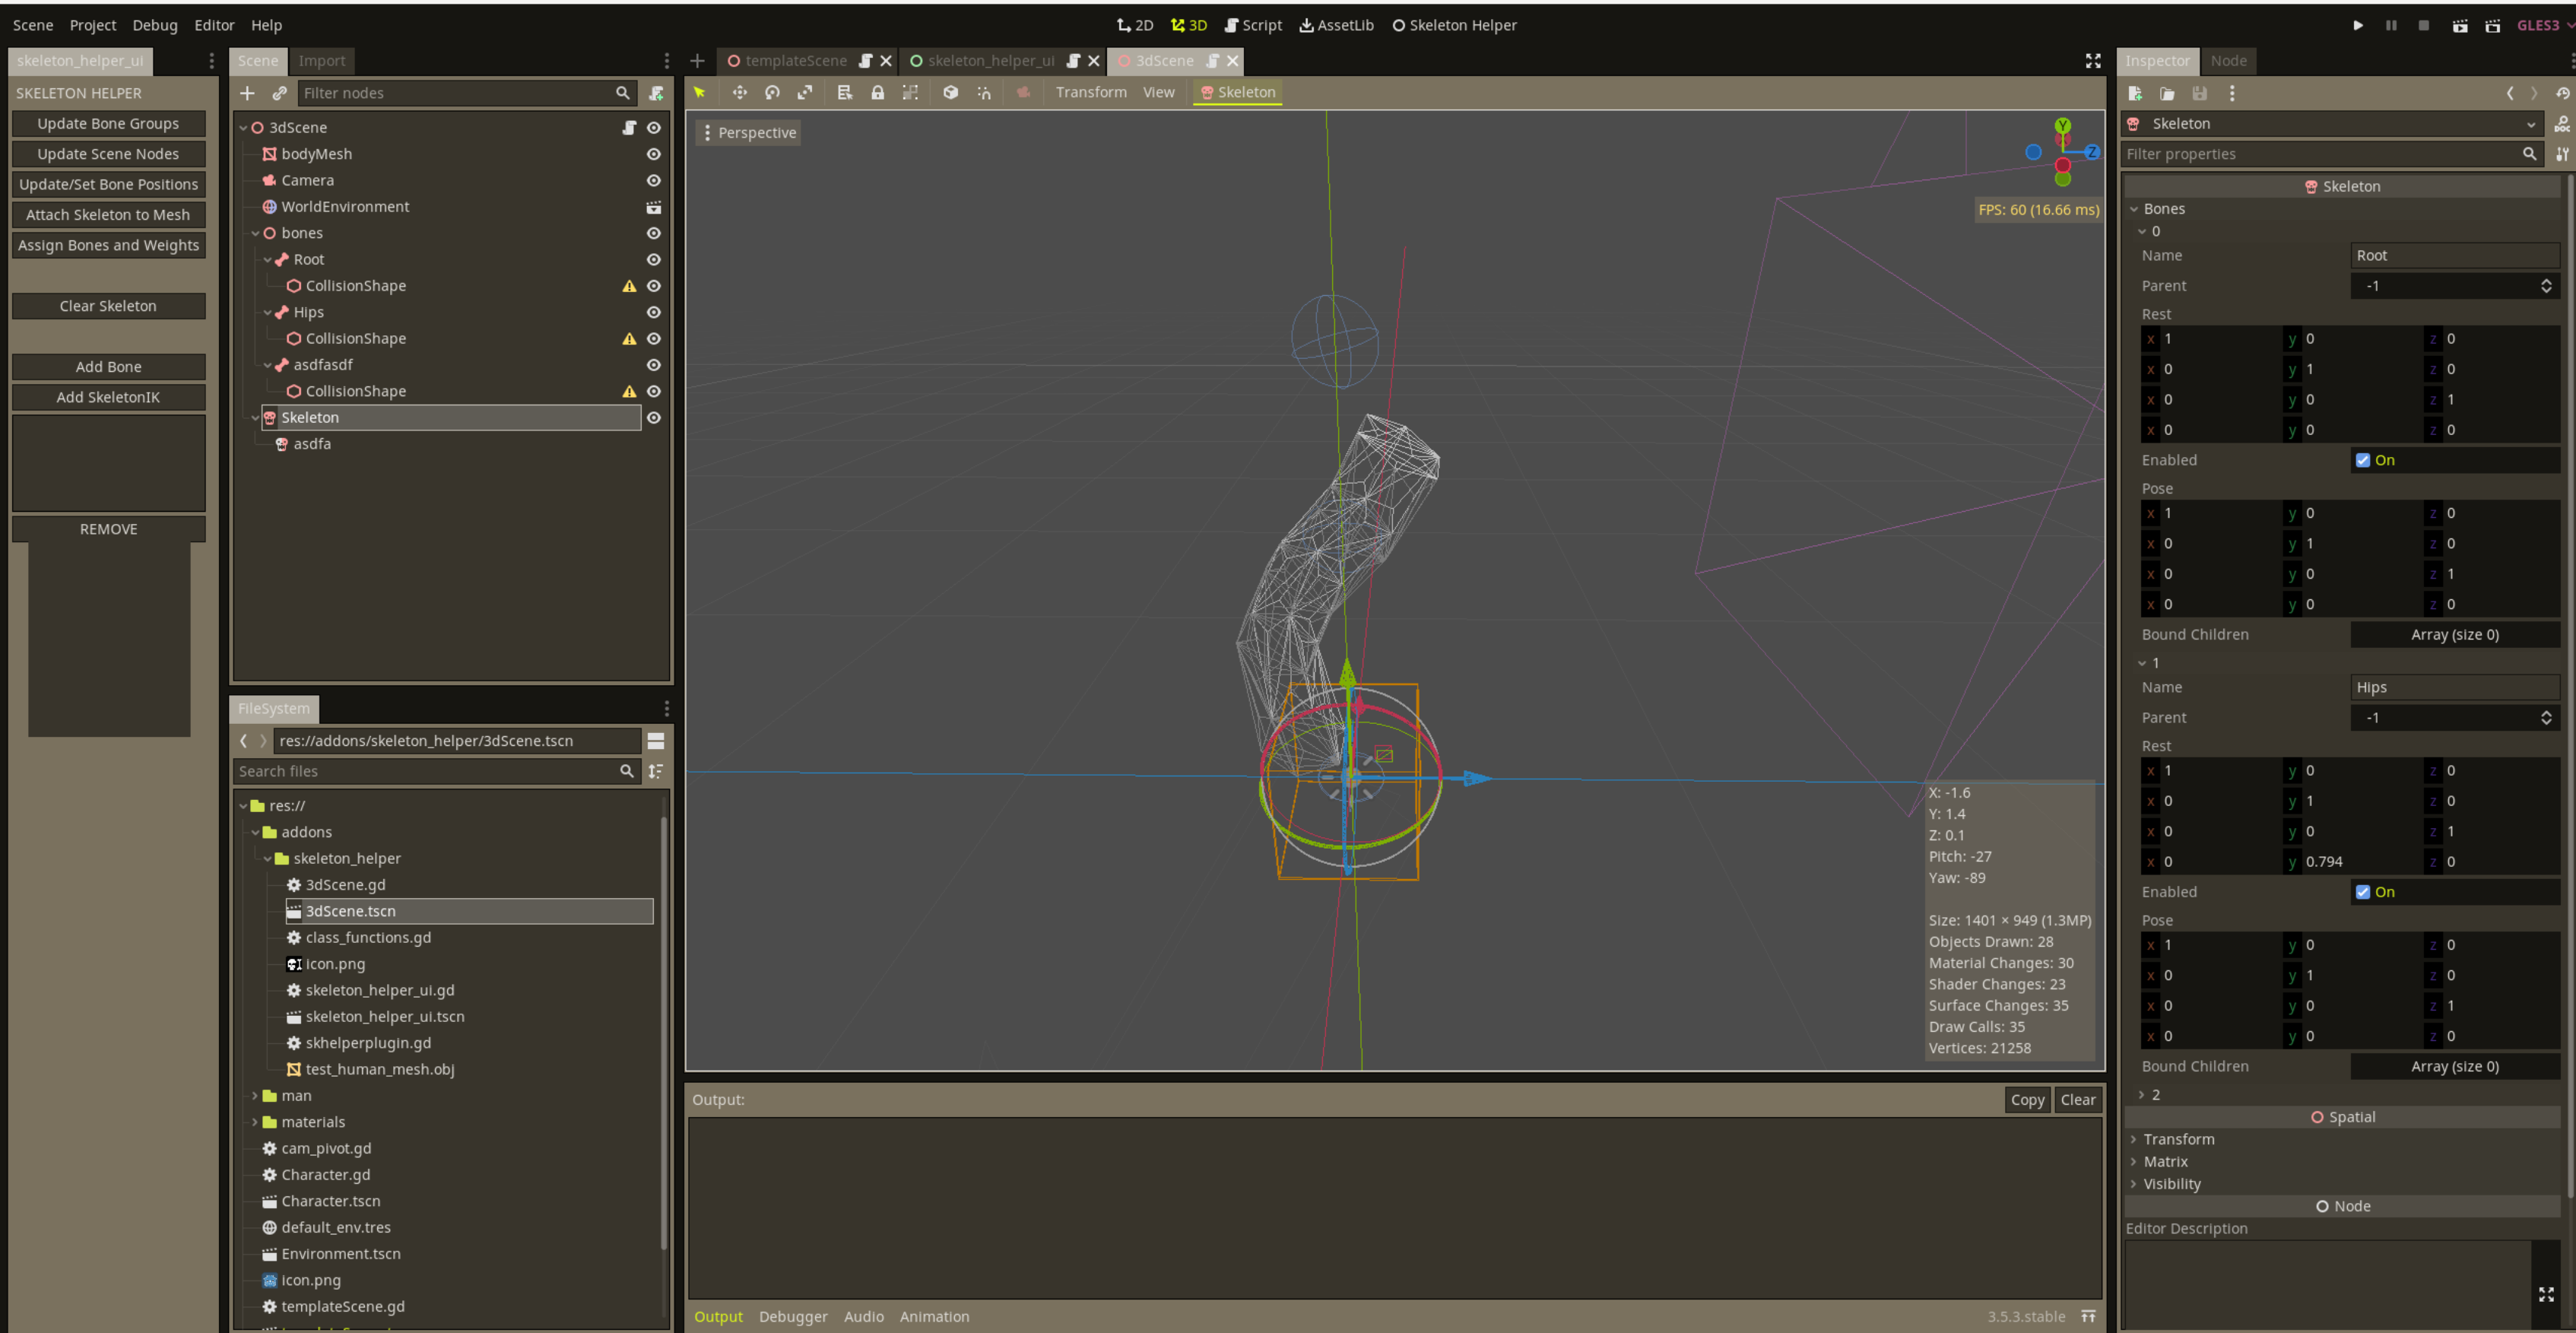 Scene Project Debug Editor Help
2D 3D Script AssetLib Skeleton Helper
GLES3
skeleton_helper_ui
SKELETON HELPER
Update Bone Groups
Update Scene Nodes
Update/Set Bone Positions
Attach Skeleton to Mesh
Assign Bones and Weights
Clear Skeleton
Add Bone
Add SkeletonIK
REMOVE
Scene Import
Filter nodes
3dScene
bodyMesh
Camera
WorldEnvironment
bones
Root
CollisionShape
Hips
CollisionShape
asdfasdf
CollisionShape
Skeleton
asdfa
FileSystem
res://addons/skeleton_helper/3dScene.tscn
Search files
res://
addons
skeleton_helper
3dScene.gd
3dScene.tscn
class_functions.gd
icon.png
skeleton_helper_ui.gd
skeleton_helper_ui.tscn
skhelperplugin.gd
test_human_mesh.obj
man
materials
cam_pivot.gd
Character.gd
Character.tscn
default_env.tres
Environment.tscn
icon.png
templateScene.gd
templateScene skeleton_helper_ui 3dScene
Transform View Skeleton
Perspective
Y
Z
FPS: 60 (16.66 ms)
X: -1.6
Y: 1.4
Z: 0.1
Pitch: -27
Yaw: -89
Size: 1401 × 949 (1.3MP)
Objects Drawn: 28
Material Changes: 30
Shader Changes: 23
Surface Changes: 35
Draw Calls: 35
Vertices: 21258
Output: Copy Clear
Output Debugger Audio Animation 3.5.3.stable
Inspector Node
Skeleton DOC
Filter properties
Skeleton
Bones
0
Name Root
Parent -1
Rest
x 1 y 0 z 0
x 0 y 1 z 0
x 0 y 0 z 1
x 0 y 0 z 0
Enabled On
Pose
x 1 y 0 z 0
x 0 y 1 z 0
x 0 y 0 z 1
x 0 y 0 z 0
Bound Children Array (size 0)
1
Name Hips
Parent -1
Rest
x 1 y 0 z 0
x 0 y 1 z 0
x 0 y 0 z 1
x 0 y 0.794 z 0
Enabled On
Pose
x 1 y 0 z 0
x 0 y 1 z 0
x 0 y 0 z 1
x 0 y 0 z 0
Bound Children Array (size 0)
2
Spatial
Transform
Matrix
Visibility
Node
Editor Description